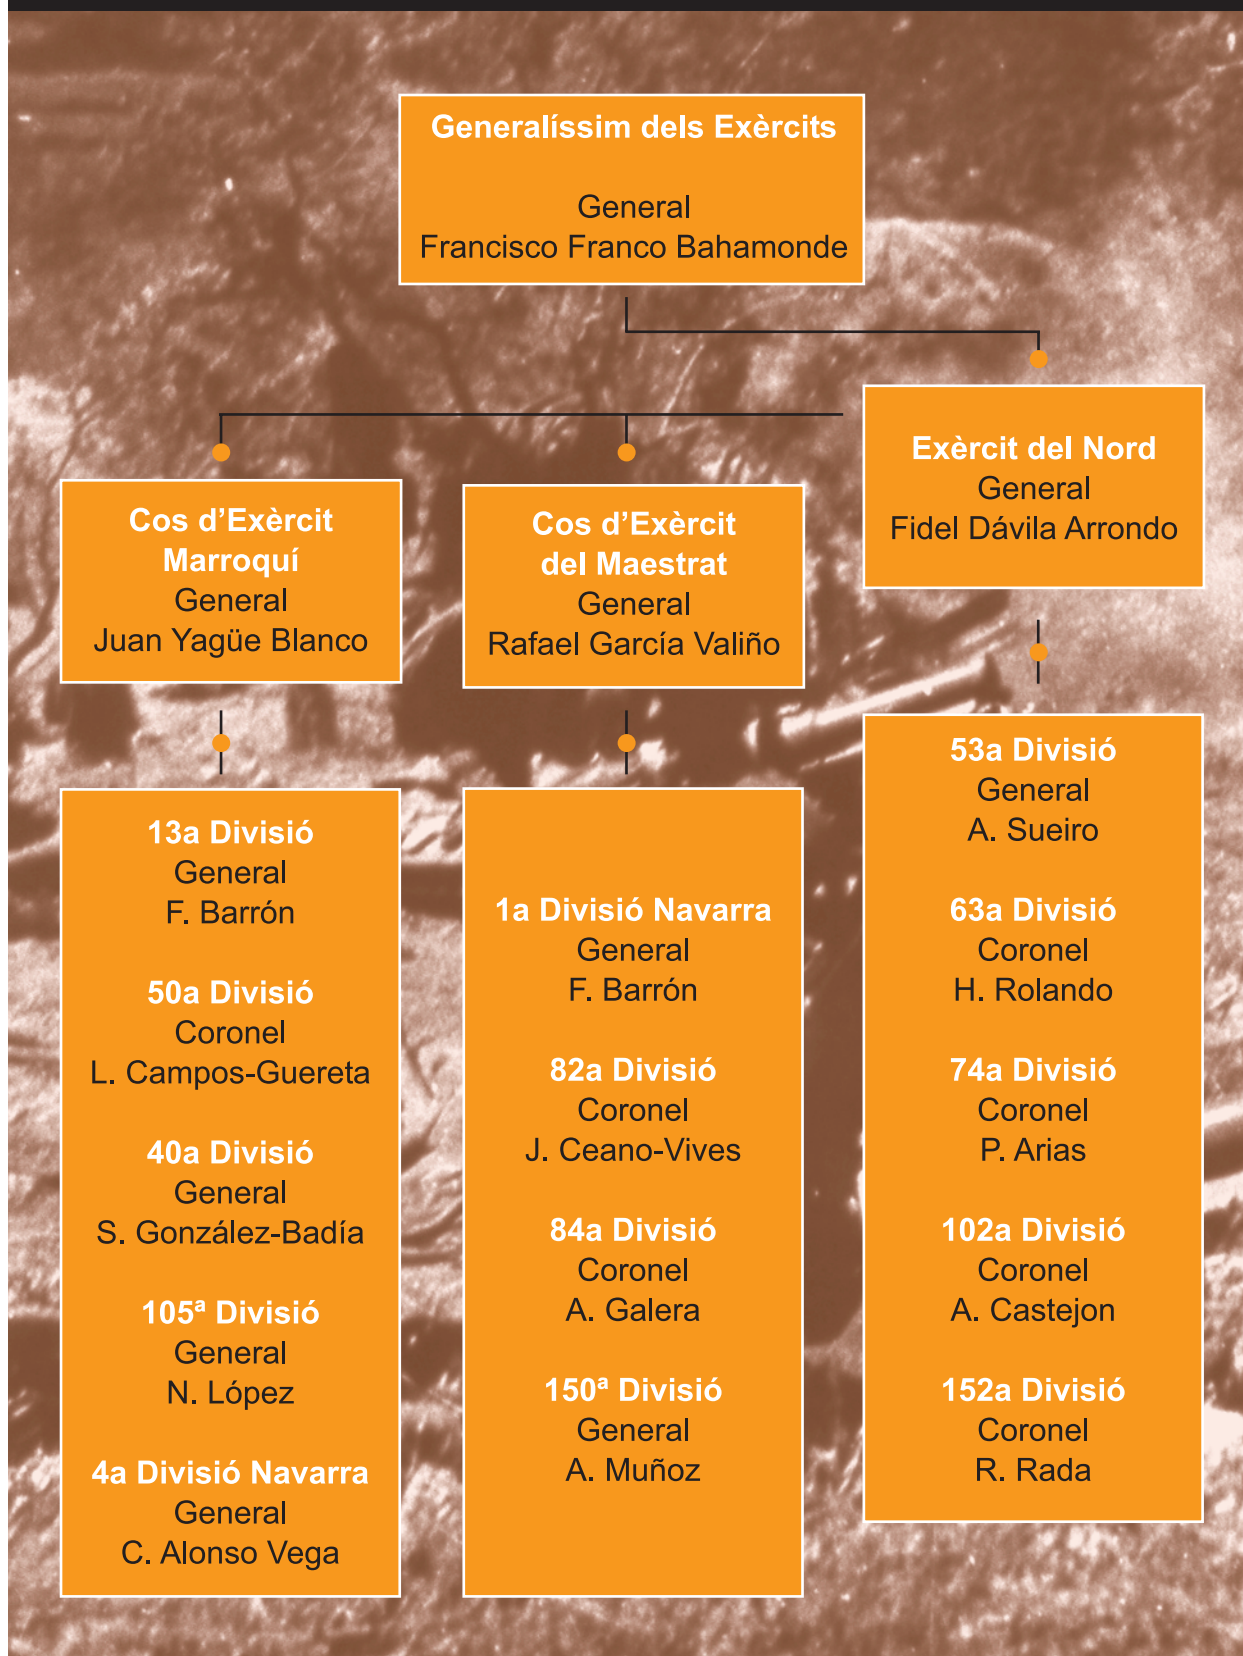 Generalíssim dels Exèrcits
General
Francisco Franco Bahamonde
Exèrcit del Nord
General
Fidel Dávila Arrondo
Cos d’Exèrcit
Marroquí
General
Juan Yagüe Blanco
Cos d’Exèrcit
del Maestrat
General
Rafael García Valiño
13a Divisió
General
F. Barrón
50a Divisió
Coronel
L. Campos-Guereta
40a Divisió
General
S. González-Badía
105ª Divisió
General
N. López
4a Divisió Navarra
General
C. Alonso Vega
1a Divisió Navarra
General
F. Barrón
82a Divisió
Coronel
J. Ceano-Vives
84a Divisió
Coronel
A. Galera
150ª Divisió
General
A. Muñoz
53a Divisió
General
A. Sueiro
63a Divisió
Coronel
H. Rolando
74a Divisió
Coronel
P. Arias
102a Divisió
Coronel
A. Castejon
152a Divisió
Coronel
R. Rada